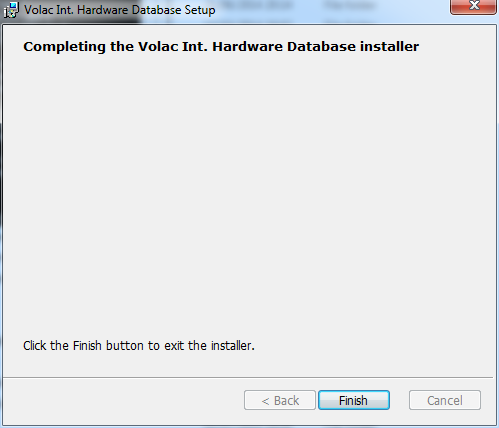 Volac Int. Hardware Database Setup
Completing the Volac Int. Hardware Database installer
Click the Finish button to exit the installer.
< Back
Finish
Cancel